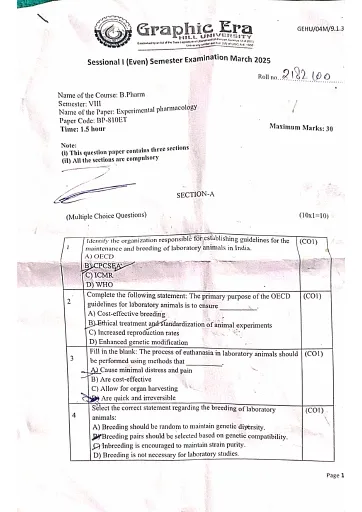 GEHU/04M/9.1.3
Graphic Era
HILL UNIVERSITY
Sessional I (Even) Semester Examination March 2025
Roll no. 2182100
Name of the Course: B.Pharm
Semester: VIII
Name of the Paper: Experimental pharmacology
Paper Code: BP-810ET
Time: 1.5 hour
Maximum Marks: 30
Note:
(i) This question paper contains three sections
(ii) All the sections are compulsory
SECTION-A
(Multiple Choice Questions) (10x1=10)
1 Identify the organization responsible for establishing guidelines for the (CO1)
maintenance and breeding of laboratory animals in India.
A) OECD
B) CPCSEA
C) ICMR
D) WHO
2 Complete the following statement: The primary purpose of the OECD (CO1)
guidelines for laboratory animals is to ensure ________.
A) Cost-effective breeding
B) Ethical treatment and standardization of animal experiments
C) Increased reproduction rates
D) Enhanced genetic modification
3 Fill in the blank: The process of euthanasia in laboratory animals should (CO1)
be performed using methods that ________.
A) Cause minimal distress and pain
B) Are cost-effective
C) Allow for organ harvesting
D) Are quick and irreversible
4 Select the correct statement regarding the breeding of laboratory (CO1)
animals:
A) Breeding should be random to maintain genetic diversity.
B) Breeding pairs should be selected based on genetic compatibility.
C) Inbreeding is encouraged to maintain strain purity.
D) Breeding is not necessary for laboratory studies.
Page 1